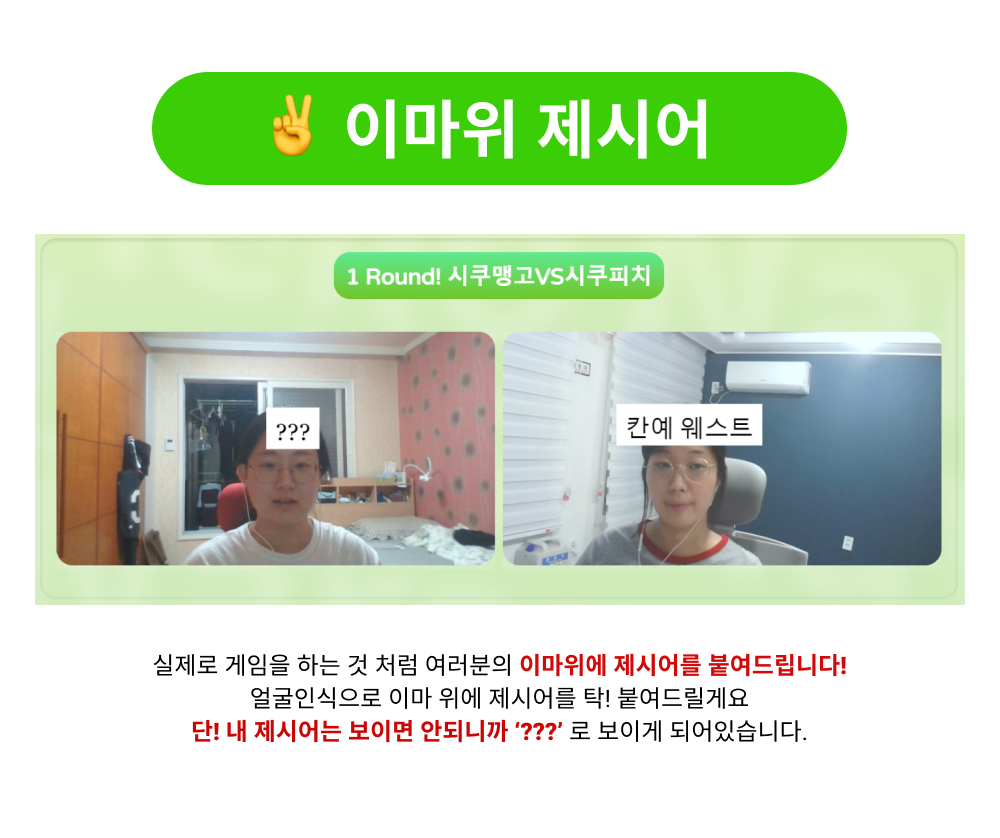 ✌️ 이마위 제시어
1 Round! 시쿠맹고VS시쿠피치
???
칸예 웨스트
실제로 게임을 하는 것 처럼 여러분의 이마위에 제시어를 붙여드립니다!
얼굴인식으로 이마 위에 제시어를 탁! 붙여드릴게요
단! 내 제시어는 보이면 안되니까 ‘???’ 로 보이게 되어있습니다.